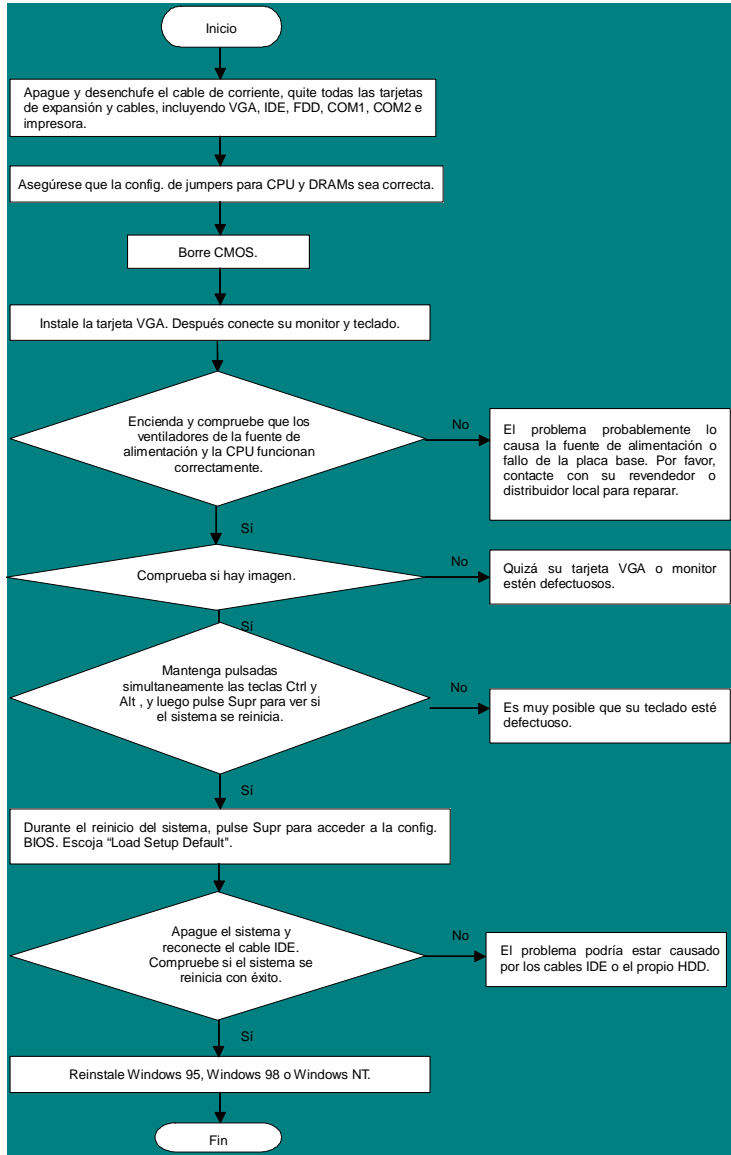 Inicio
Apague y desenchufe el cable de corriente, quite todas las tarjetas
de expansión y cables, incluyendo VGA, IDE, FDD, COM1, COM2 e
impresora.
Asegúrese que la config. de jumpers para CPU y DRAMs sea correcta.
Borre CMOS.
Instale la tarjeta VGA. Después conecte su monitor y teclado.
Encienda y compruebe que los
ventiladores de la fuente de
alimentación y la CPU funcionan
correctamente.
No
El problema probablemente lo
causa la fuente de alimentación o
fallo de la placa base. Por favor,
contacte con su revendedor o
distribuidor local para reparar.
Sí
Comprueba si hay imagen.
No
Quizá su tarjeta VGA o monitor
estén defectuosos.
Sí
Mantenga pulsadas
simultaneamente las teclas Ctrl y
Alt , y luego pulse Supr para ver si
el sistema se reinicia.
No
Es muy posible que su teclado esté
defectuoso.
Sí
Durante el reinicio del sistema, pulse Supr para acceder a la config.
BIOS. Escoja “Load Setup Default”.
Apague el sistema y
reconecte el cable IDE.
Compruebe si el sistema se
reinicia con éxito.
No
El problema podría estar causado
por los cables IDE o el propio HDD.
Sí
Reinstale Windows 95, Windows 98 o Windows NT.
Fin